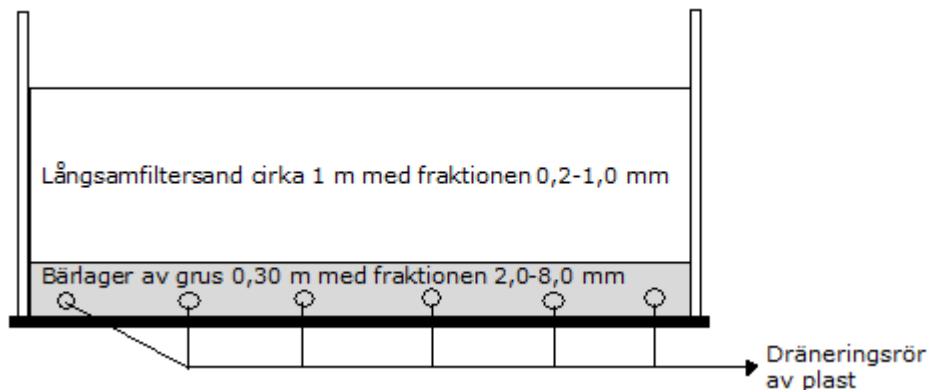 Långsamfiltersand cirka 1 m med fraktionen 0,2-1,0 mm
Bärlager av grus 0,30 m med fraktionen 2,0-8,0 mm
Dräneringsrör
av plast